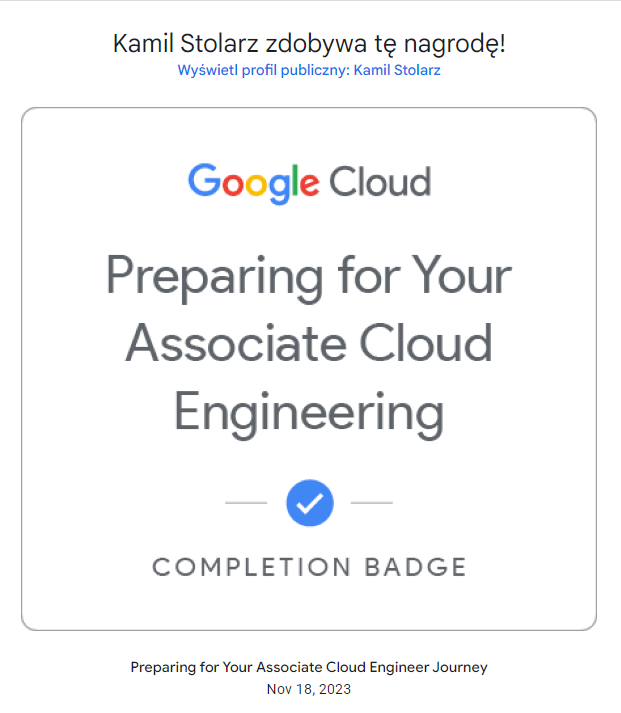 Kamil Stolarz zdobywa tę nagrodę!
Wyświetl profil publiczny: Kamil Stolarz
Google Cloud
Preparing for Your
Associate Cloud
Engineering
COMPLETION BADGE
Preparing for Your Associate Cloud Engineer Journey
Nov 18, 2023